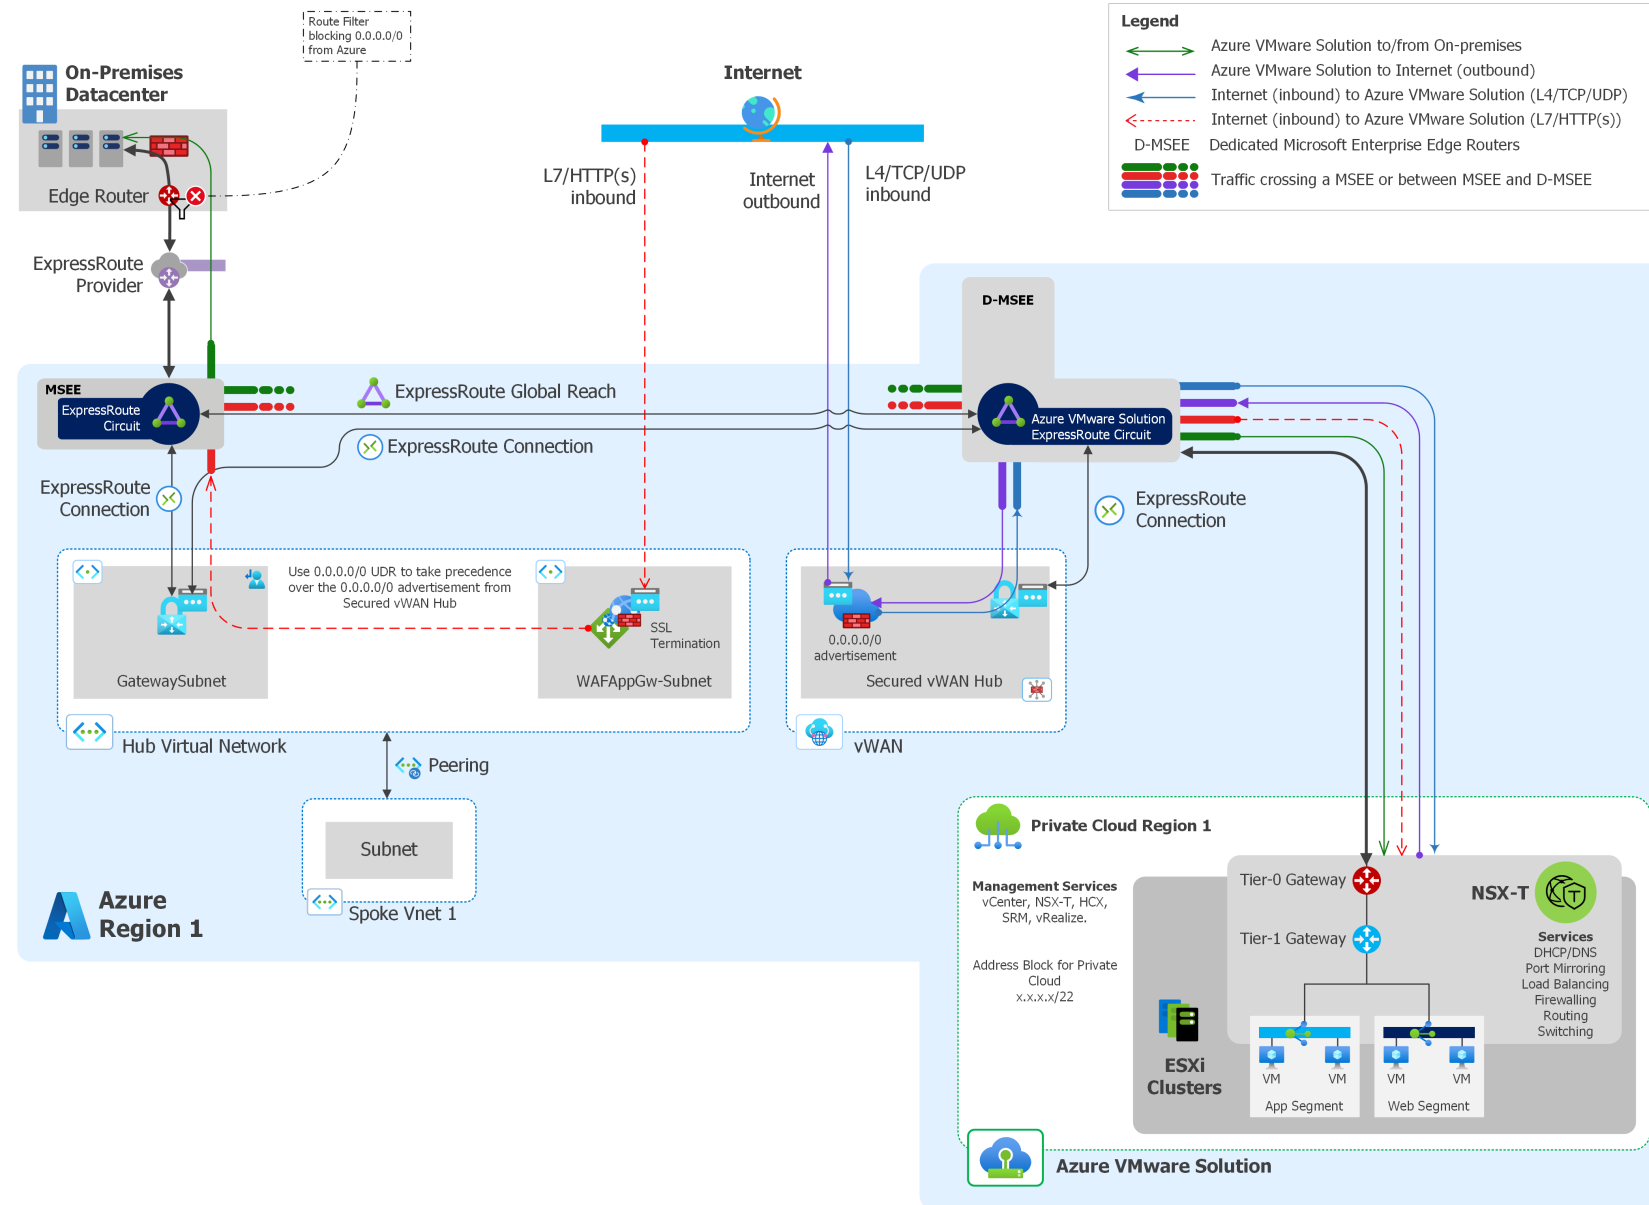 Route Filter
blocking 0.0.0.0/0
from Azure
On-Premises
Datacenter
Edge Router
ExpressRoute
Provider
Internet
L7/HTTP(s)
inbound
Internet
outbound
L4/TCP/UDP
inbound
Legend
Azure VMware Solution to/from On-premises
Azure VMware Solution to Internet (outbound)
Internet (inbound) to Azure VMware Solution (L4/TCP/UDP)
Internet (inbound) to Azure VMware Solution (L7/HTTP(s))
D-MSEE Dedicated Microsoft Enterprise Edge Routers
Traffic crossing a MSEE or between MSEE and D-MSEE
D-MSEE
MSEE
ExpressRoute
Circuit
ExpressRoute Global Reach
ExpressRoute Connection
Azure VMware Solution
ExpressRoute Circuit
ExpressRoute
Connection
ExpressRoute
Connection
Use 0.0.0.0/0 UDR to take precedence
over the 0.0.0.0/0 advertisement from
Secured vWAN Hub
GatewaySubnet
SSL
Termination
WAFAppGw-Subnet
Hub Virtual Network
0.0.0.0/0
advertisement
Secured vWAN Hub
vWAN
Peering
Subnet
Spoke Vnet 1
Azure
Region 1
Private Cloud Region 1
Management Services
vCenter, NSX-T, HCX,
SRM, vRealize.
Address Block for Private
Cloud
x.x.x.x/22
Tier-0 Gateway
Tier-1 Gateway
NSX-T
T
Services
DHCP/DNS
Port Mirroring
Load Balancing
Firewalling
Routing
Switching
ESXi
Clusters
VM
VM
App Segment
VM
VM
Web Segment
Azure VMware Solution